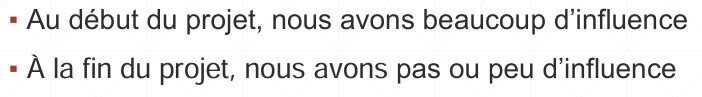 ▪ Au début du projet, nous avons beaucoup d’influence
▪ À la fin du projet, nous avons pas ou peu d’influence